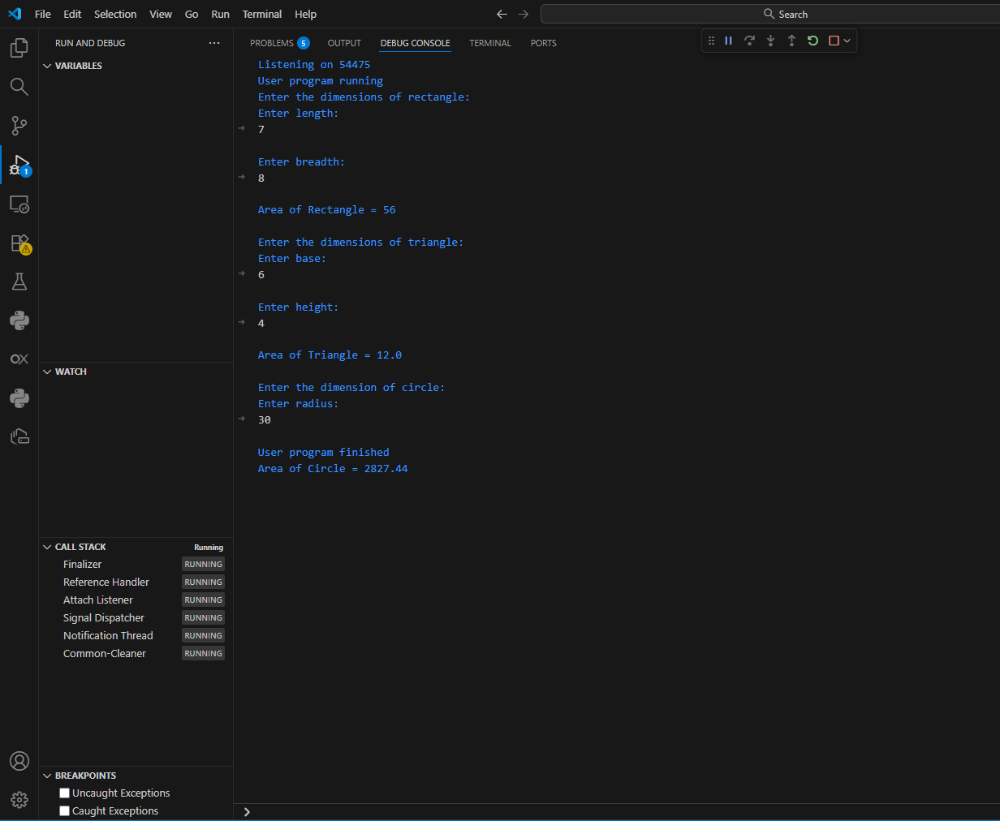 File Edit Selection View Go Run Terminal Help
Search
RUN AND DEBUG
VARIABLES
WATCH
CALL STACK Running
Finalizer RUNNING
Reference Handler RUNNING
Attach Listener RUNNING
Signal Dispatcher RUNNING
Notification Thread RUNNING
Common-Cleaner RUNNING
BREAKPOINTS
Uncaught Exceptions
Caught Exceptions
1
PROBLEMS 5 OUTPUT DEBUG CONSOLE TERMINAL PORTS
Listening on 54475
User program running
Enter the dimensions of rectangle:
Enter length:
7
Enter breadth:
8
Area of Rectangle = 56
Enter the dimensions of triangle:
Enter base:
6
Enter height:
4
Area of Triangle = 12.0
Enter the dimension of circle:
Enter radius:
30
User program finished
Area of Circle = 2827.44